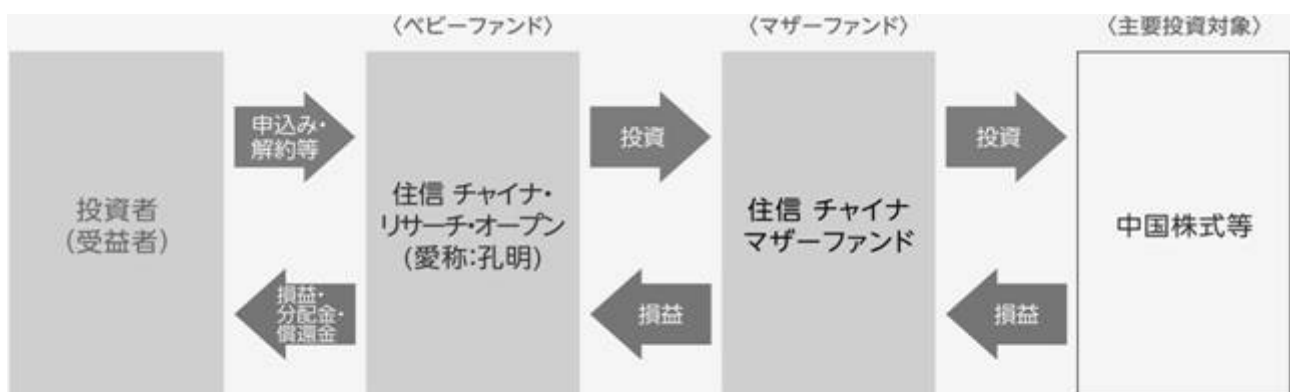 〈ベビーファンド〉
〈マザーファンド〉
〈主要投資対象〉
投資者
(受益者)
申込み・
解約等
損益・
分配金・
償還金
住信 チャイナ・
リサーチ・オープン
(愛称:孔明)
投資
損益
住信 チャイナ
マザーファンド
投資
損益
中国株式等